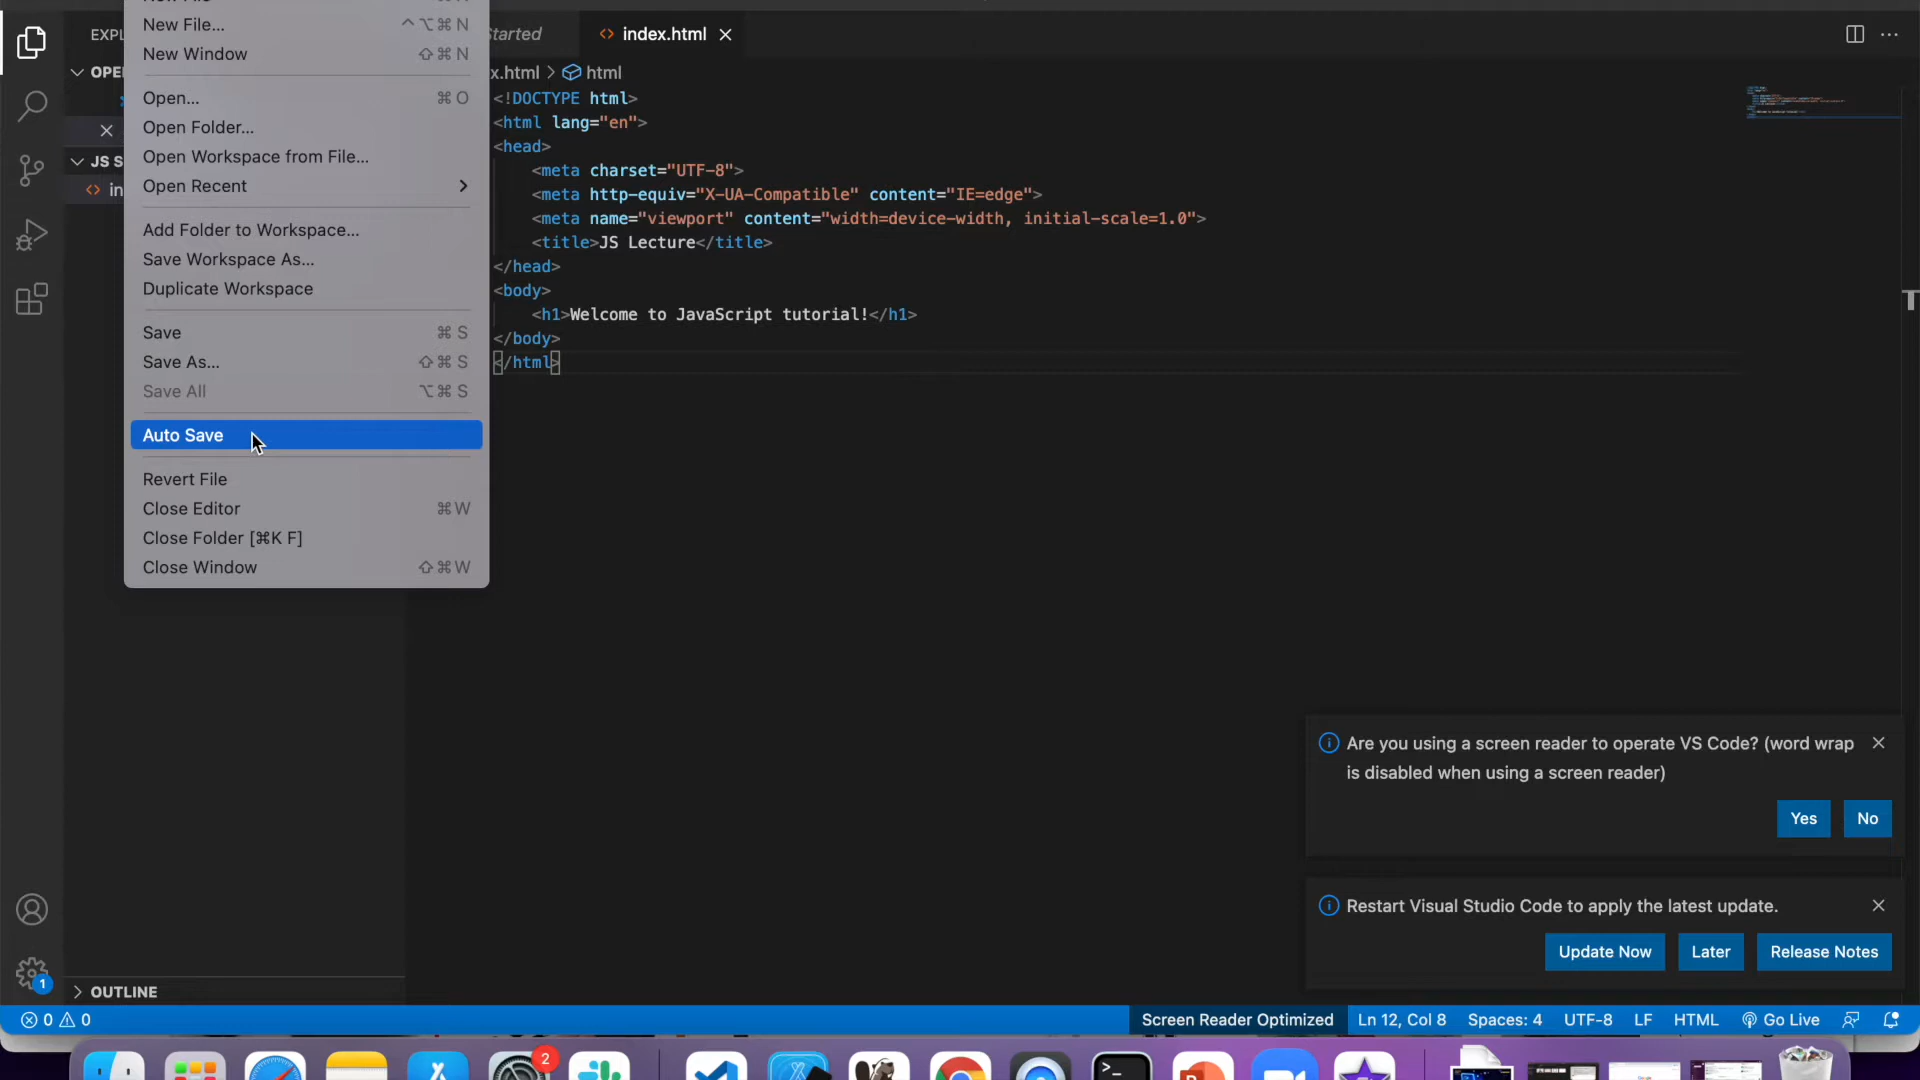 New File... ^⌥⌘N
New Window ⇧⌘N
Open... ⌘O
Open Folder...
Open Workspace from File...
Open Recent >
Add Folder to Workspace...
Save Workspace As...
Duplicate Workspace
Save ⌘S
Save As... ⇧⌘S
Save All ⌥⌘S
Auto Save
Revert File
Close Editor ⌘W
Close Folder [⌘K F]
Close Window ⇧⌘W
EXPL
OPE
JS S
in
OUTLINE
Started
index.html
x.html > html
<!DOCTYPE html>
<html lang="en">
<head>
<meta charset="UTF-8">
<meta http-equiv="X-UA-Compatible" content="IE=edge">
<meta name="viewport" content="width=device-width, initial-scale=1.0">
<title>JS Lecture</title>
</head>
<body>
<h1>Welcome to JavaScript tutorial!</h1>
</body>
</html>
T
Are you using a screen reader to operate VS Code? (word wrap
is disabled when using a screen reader)
Yes No
Restart Visual Studio Code to apply the latest update.
Update Now Later Release Notes
1
0 0 Screen Reader Optimized Ln 12, Col 8 Spaces: 4 UTF-8 LF HTML Go Live
2